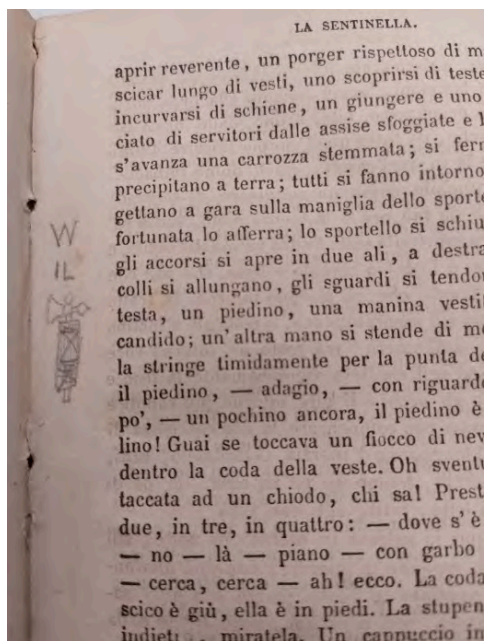 LA SENTINELLA.
aprir reverente, un porger rispettoso di m
scicar lungo di vesti, uno scoprirsi di teste
incurvarsi di schiene, un giungere e uno
ciato di servitori dalle assise sfoggiate e l
s'avanza una carrozza stemmata; si fer
precipitano a terra; tutti si fanno intorno
gettano a gara sulla maniglia dello sporte
fortunata lo afferra; lo sportello si schiu
gli accorsi si apre in due ali, a destra
colli si allungano, gli sguardi si tendo
testa, un piedino, una manina vesti
candido; un'altra mano si stende di m
la stringe timidamente per la punta d
il piedino, — adagio, — con riguard
po', — un pochino ancora, il piedino è
lino! Guai se toccava un fiocco di nev
dentro la coda della veste. Oh sventu
taccata ad un chiodo, chi sa! Prest
due, in tre, in quattro: — dove s'è
— no — là — piano — con garbo
— cerca, cerca — ah! ecco. La coda
scico è giù, ella è in piedi. La stupen
indiet miratela. Un cappuccio in
W
IL